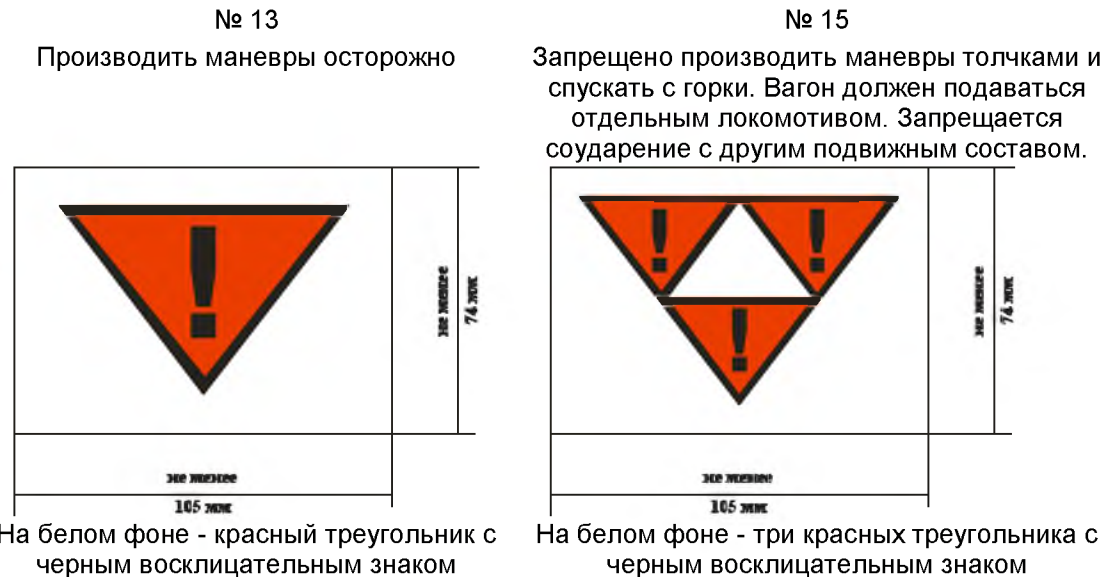 № 13
Производить маневры осторожно
!
не менее
74 мм
не менее
105 мм
На белом фоне - красный треугольник с
черным восклицательным знаком
№ 15
Запрещено производить маневры толчками и
спускать с горки. Вагон должен подаваться
отдельным локомотивом. Запрещается
соударение с другим подвижным составом.
!
!
!
не менее
74 мм
не менее
105 мм
На белом фоне - три красных треугольника с
черным восклицательным знаком